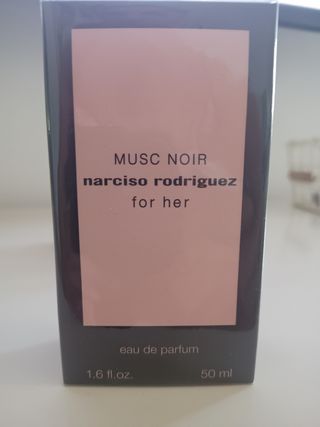 MUSC NOIR
narciso rodriguez
for her
eau de parfum
1.6 fl.oz. 50 ml